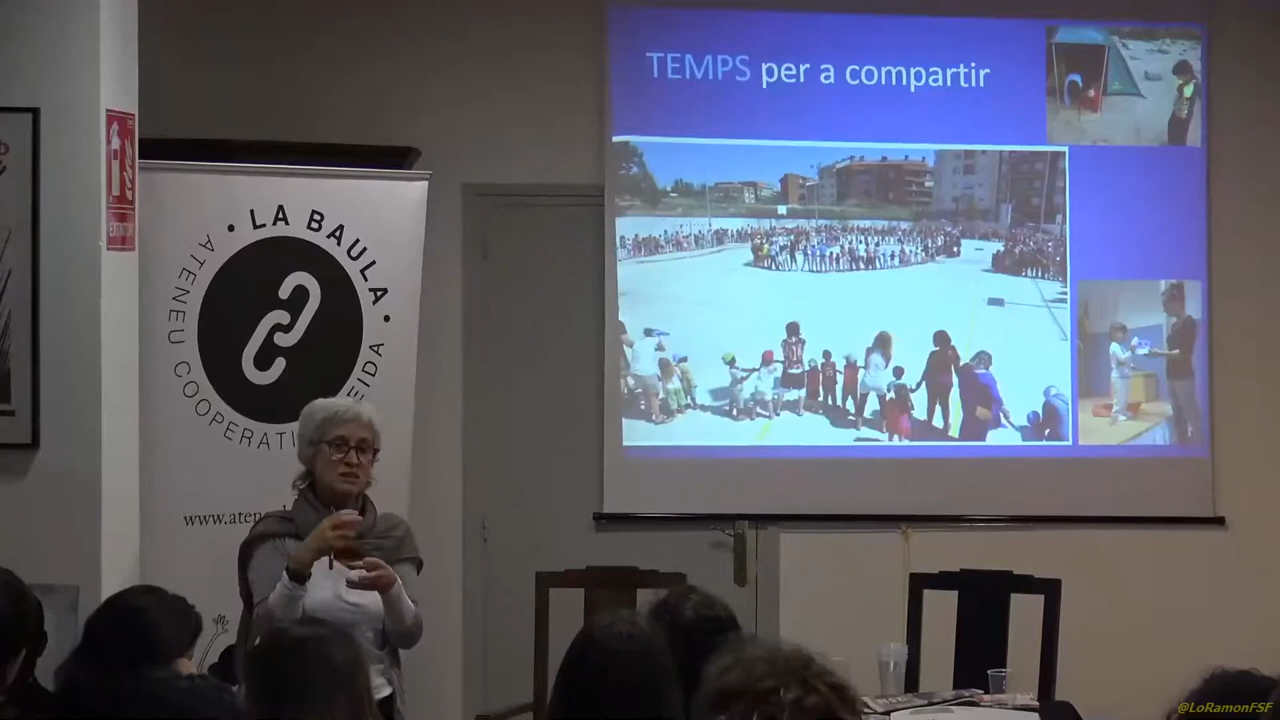 TEMPS per a compartir
• LA BAULA •
ATENEU COOPERATI
EIDA
www.aten
@LoRamonFSF